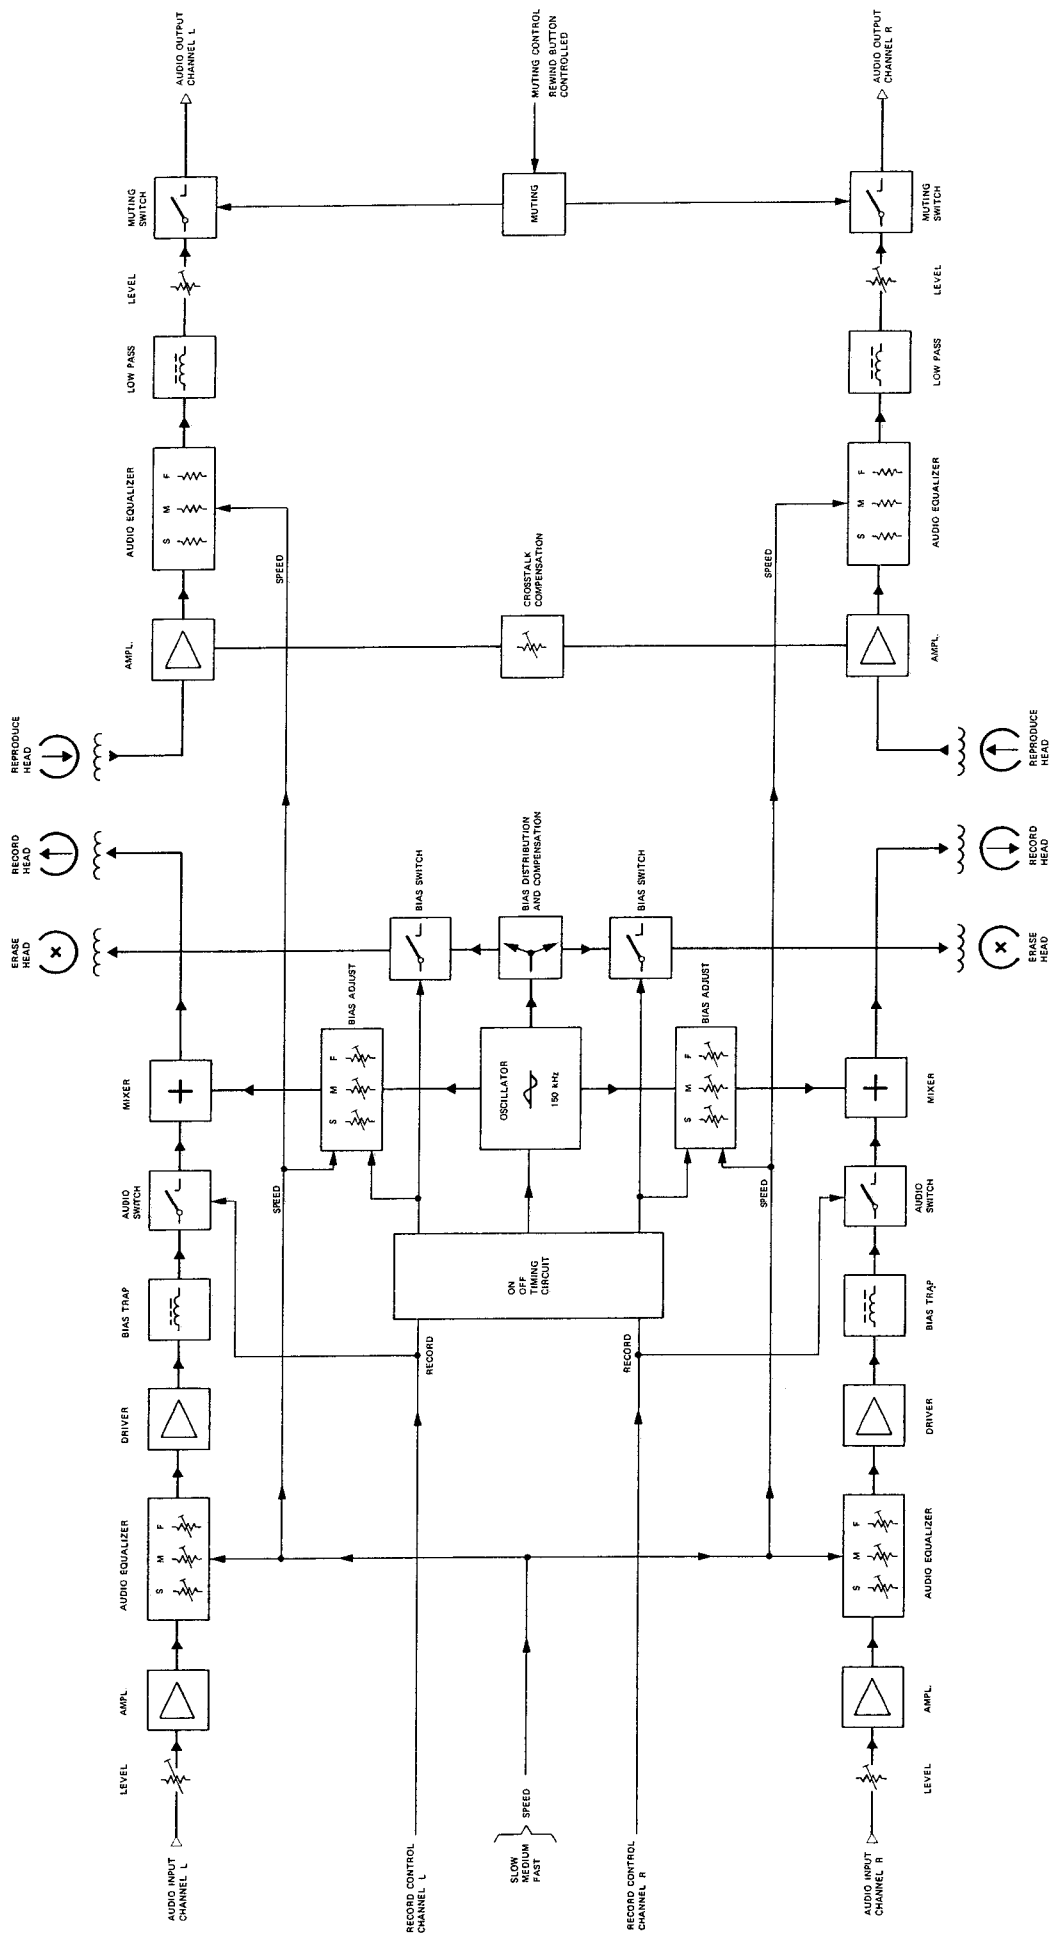 REPRODUCE
HEAD
RECORD
HEAD
ERASE
HEAD
AUDIO INPUT
CHANNEL L
LEVEL
AMPL.
AUDIO EQUALIZER
S M F
DRIVER
BIAS TRAP
AUDIO
SWITCH
MIXER
AMPL.
AUDIO EQUALIZER
S M F
LOW PASS
LEVEL
MUTING
SWITCH
AUDIO OUTPUT
CHANNEL L
SPEED
SPEED
BIAS ADJUST
S M F
BIAS SWITCH
RECORD CONTROL
CHANNEL L
RECORD
SLOW
MEDIUM
FAST
SPEED
ON
OFF
TIMING
CIRCUIT
OSCILLATOR
150 kHz
BIAS DISTRIBUTION
AND COMPENSATION
CROSSTALK
COMPENSATION
MUTING
MUTING CONTROL
REWIND BUTTON
CONTROLLED
RECORD CONTROL
CHANNEL R
RECORD
BIAS SWITCH
BIAS ADJUST
S M F
SPEED
SPEED
AUDIO INPUT
CHANNEL R
LEVEL
AMPL.
AUDIO EQUALIZER
S M F
DRIVER
BIAS TRAP
AUDIO
SWITCH
MIXER
AMPL.
AUDIO EQUALIZER
S M F
LOW PASS
LEVEL
MUTING
SWITCH
AUDIO OUTPUT
CHANNEL R
ERASE
HEAD
RECORD
HEAD
REPRODUCE
HEAD